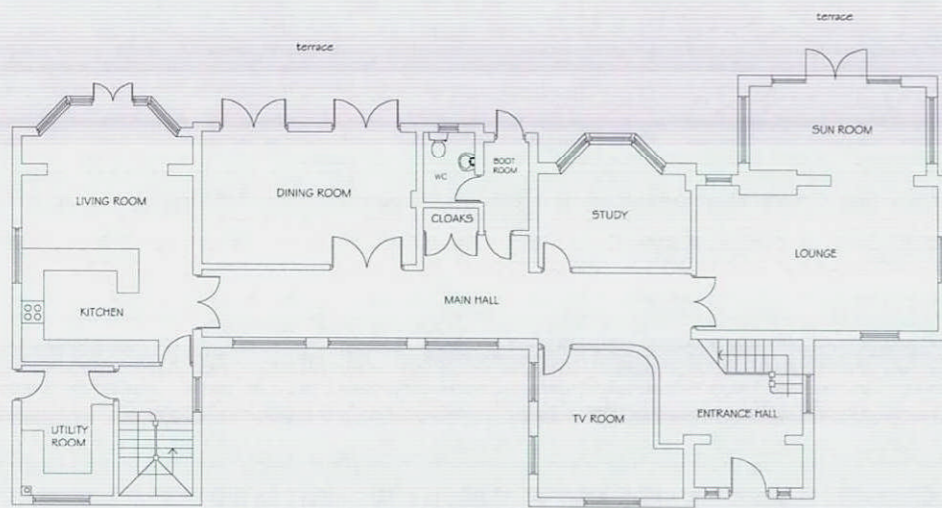 terrace
terrace
SUN ROOM
BOOT
ROOM
WC
LIVING ROOM
DINING ROOM
CLOAKS
STUDY
LOUNGE
MAIN HALL
KITCHEN
TV ROOM
ENTRANCE HALL
UTILITY
ROOM